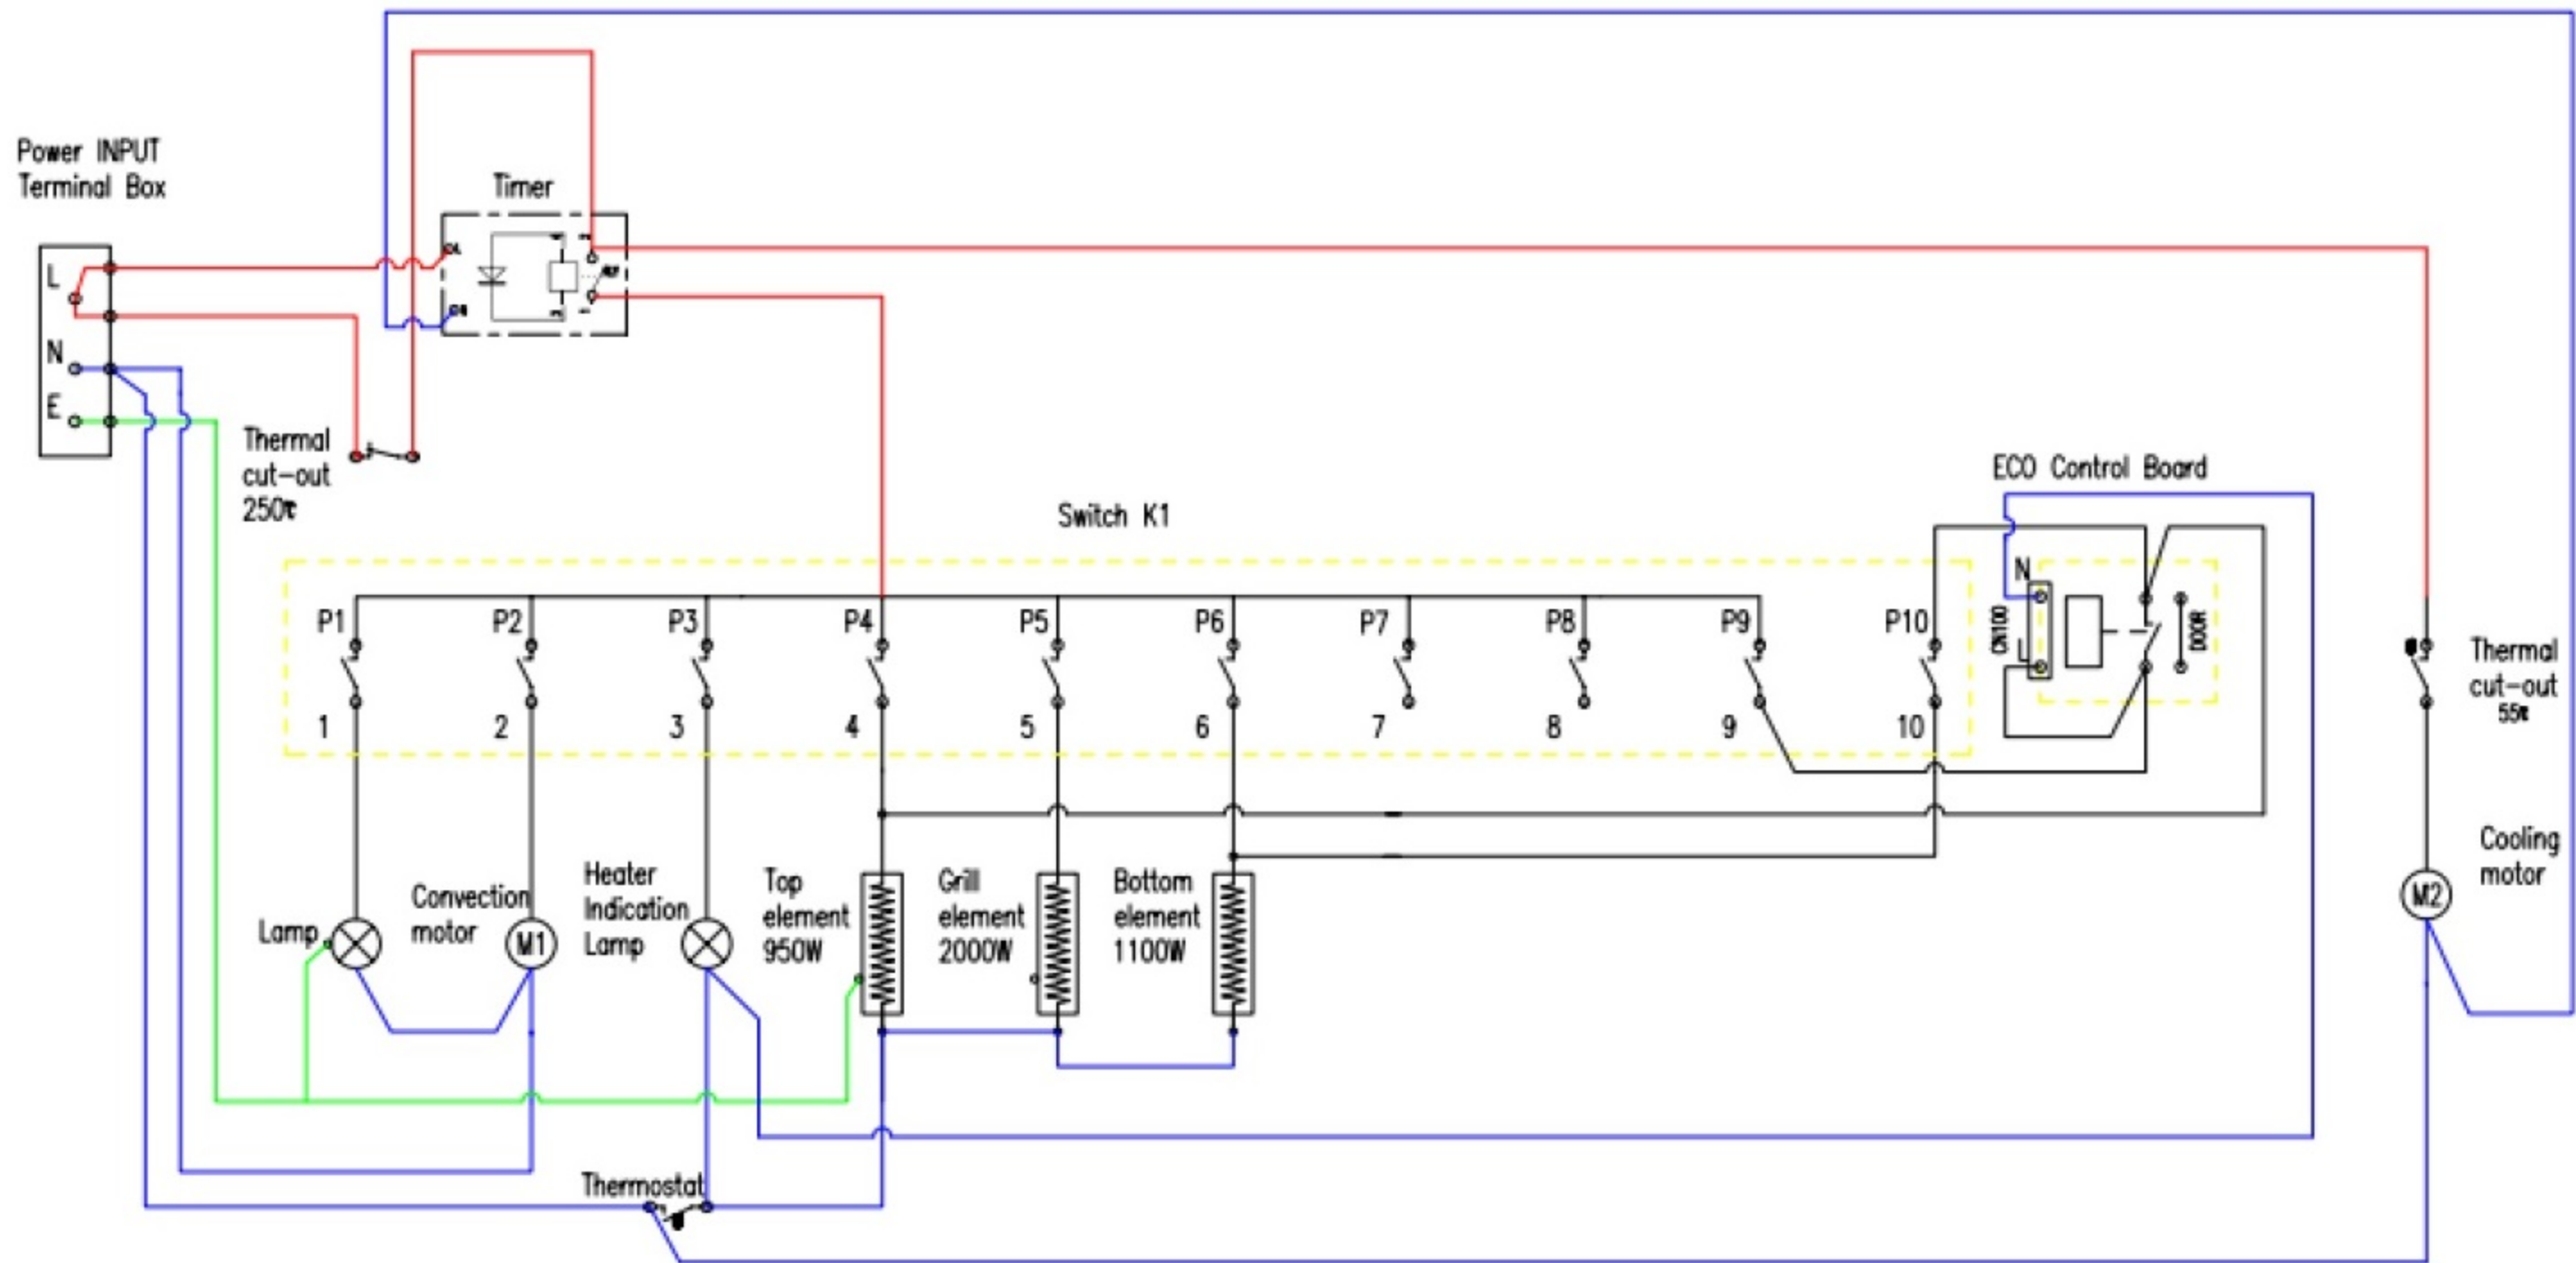 Power INPUT
Terminal Box
L
N
E
Timer
Thermal
cut-out
250℃
Switch K1
ECO Control Board
P1
P2
P3
P4
P5
P6
P7
P8
P9
P10
1
2
3
4
5
6
7
8
9
10
N
CN100
L
DOOR
Thermal
cut-out
55℃
Lamp
Convection
motor
M1
Heater
Indication
Lamp
Top
element
950W
Grill
element
2000W
Bottom
element
1100W
Cooling
motor
M2
Thermostat